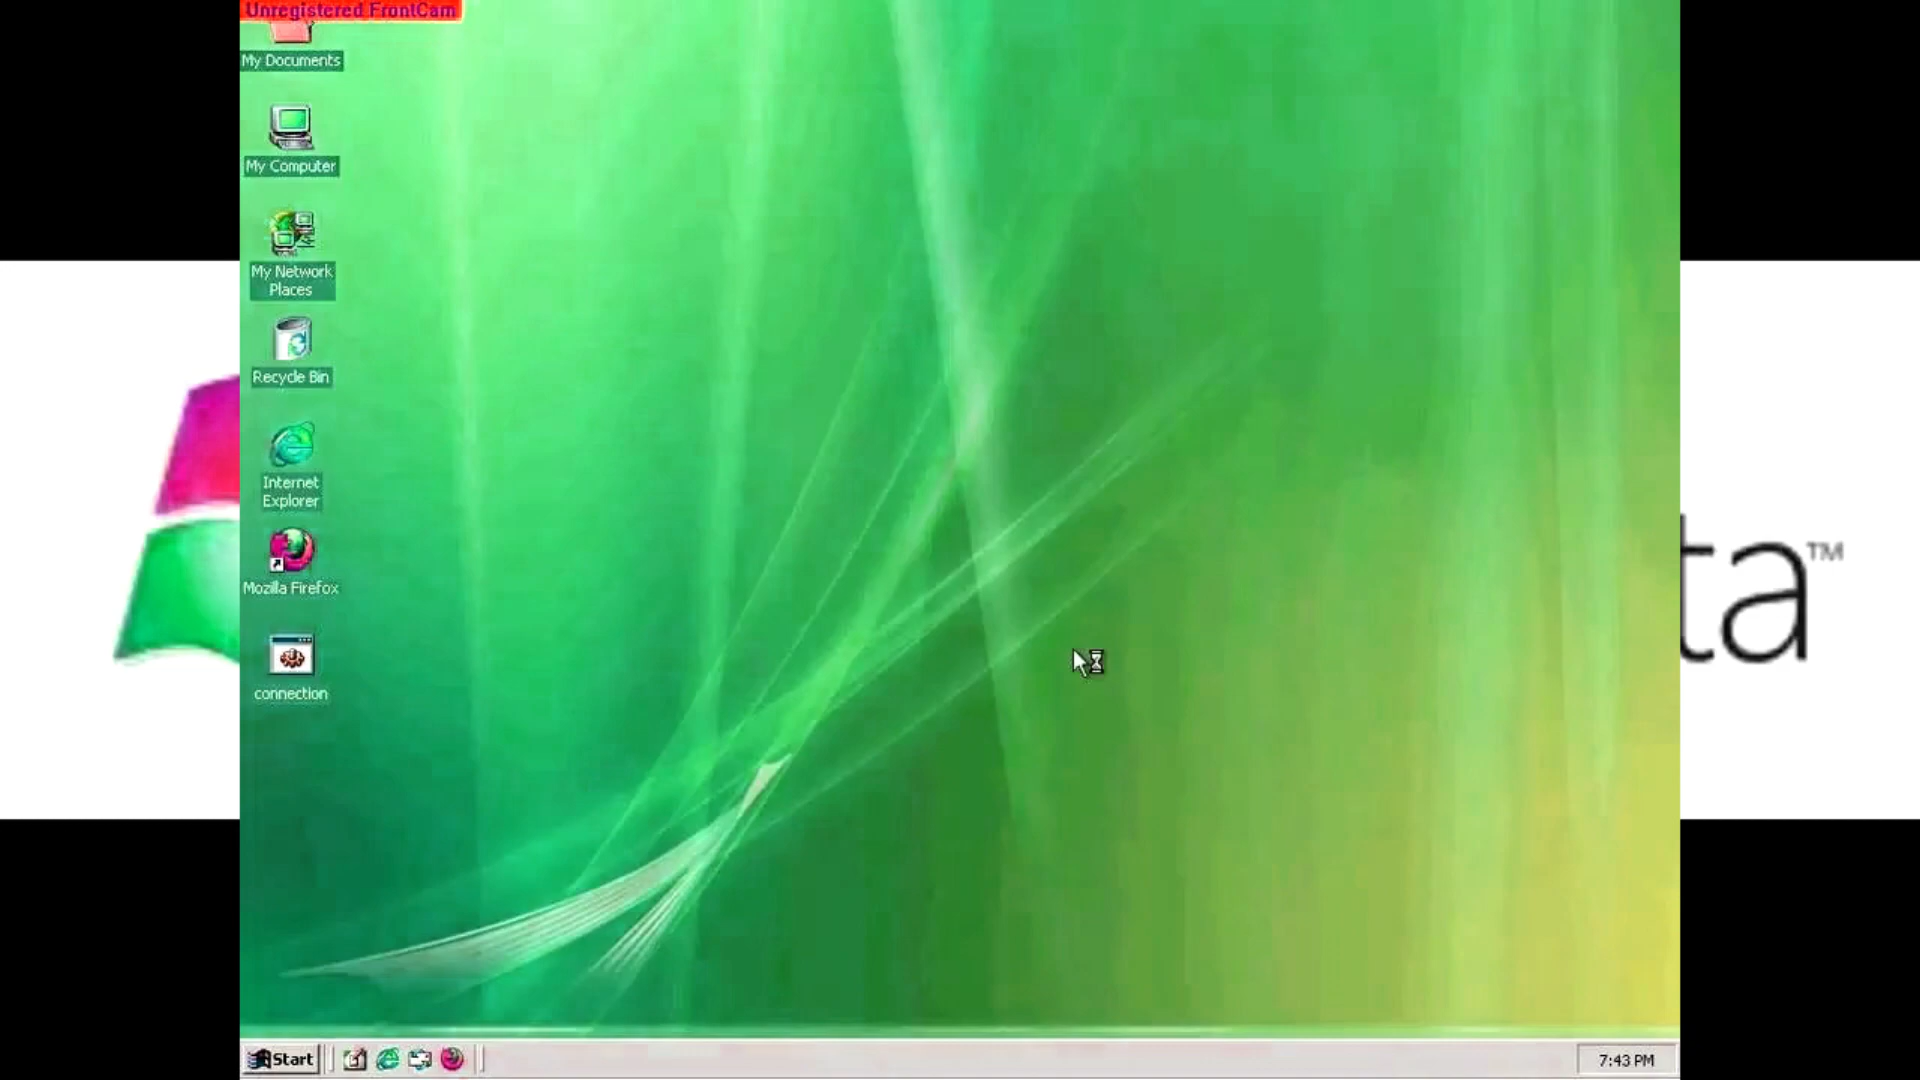 Unregistered FrontCam
My Documents
My Computer
My Network
Places
Recycle Bin
Internet
Explorer
Mozilla Firefox
connection
ta™
Start
7:43 PM